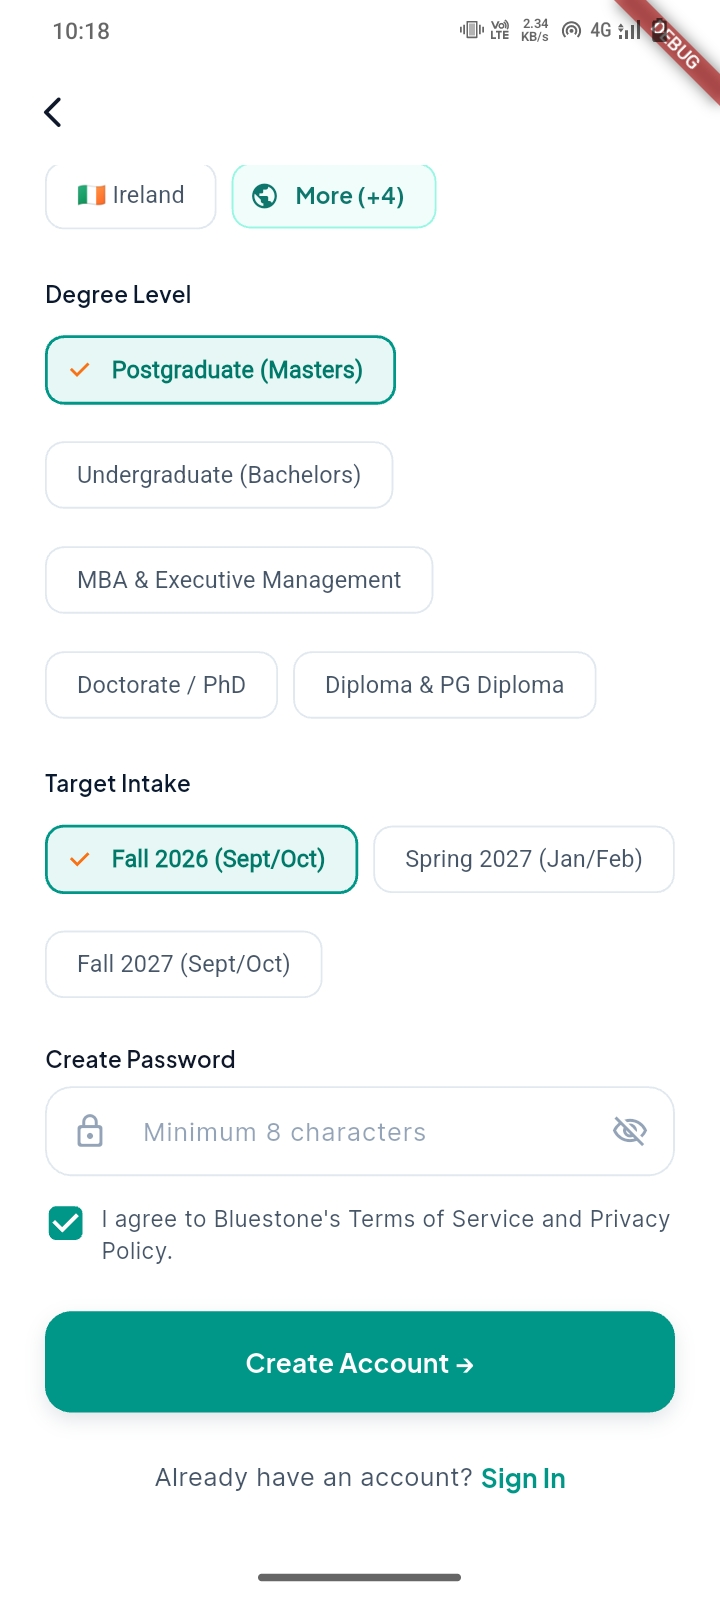 10:18
Vo) LTE 2.34 KB/s 4G
DEBUG
Ireland
More (+4)
Degree Level
Postgraduate (Masters)
Undergraduate (Bachelors)
MBA & Executive Management
Doctorate / PhD
Diploma & PG Diploma
Target Intake
Fall 2026 (Sept/Oct)
Spring 2027 (Jan/Feb)
Fall 2027 (Sept/Oct)
Create Password
Minimum 8 characters
I agree to Bluestone's Terms of Service and Privacy
Policy.
Create Account →
Already have an account? Sign In